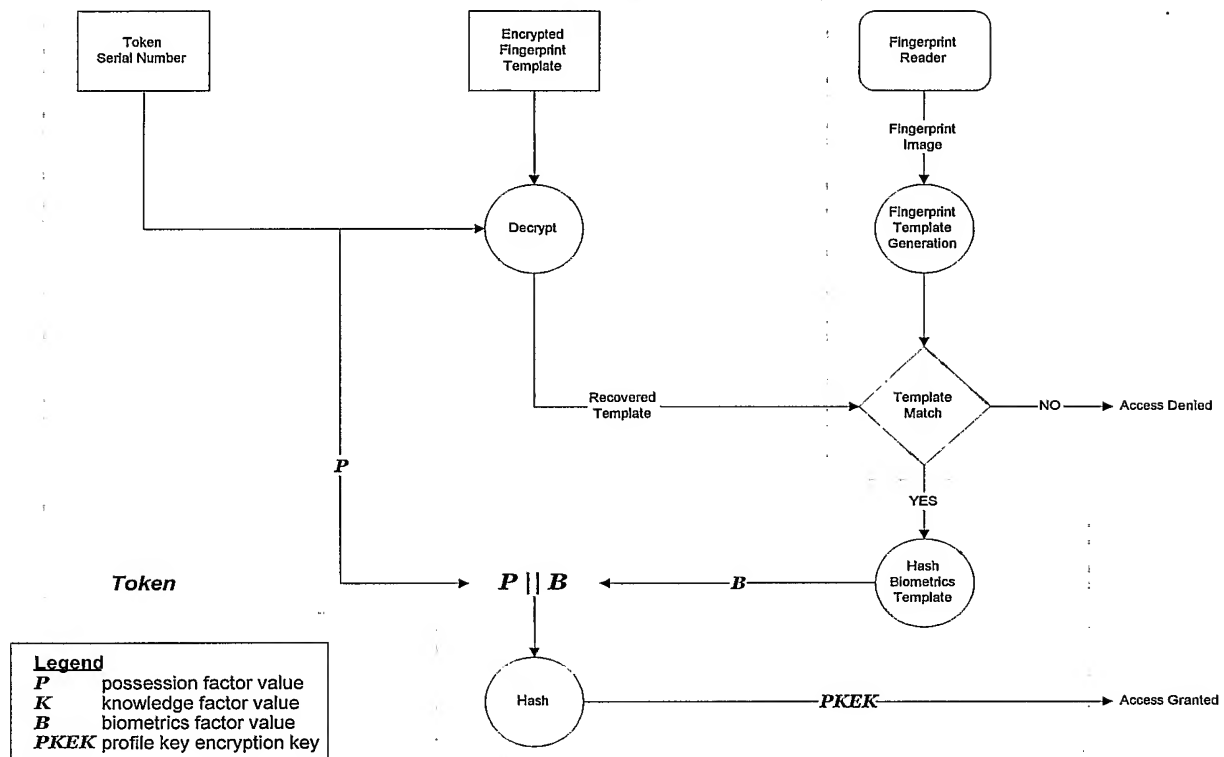 Token
Serial Number
Encrypted
Fingerprint
Template
Fingerprint
Reader
Fingerprint
Image
Decrypt
Fingerprint
Template
Generation
Recovered
Template
Template
Match
NO
Access Denied
P
YES
Token
P || B
B
Hash
Biometrics
Template
Legend
P possession factor value
K knowledge factor value
B biometrics factor value
PKEK profile key encryption key
Hash
PKEK
Access Granted